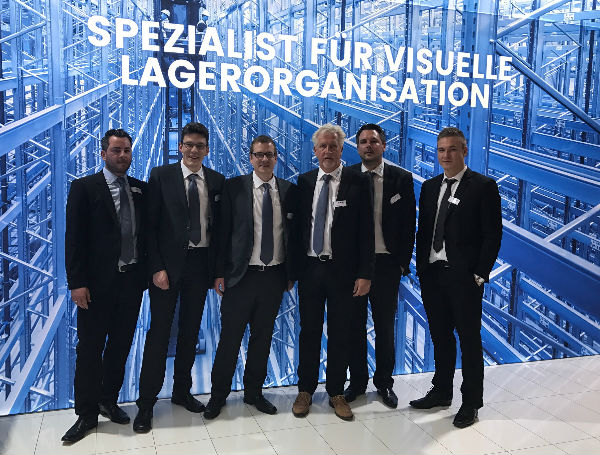 SPEZIALIST FÜR VISUELLE
LAGERORGANISATION